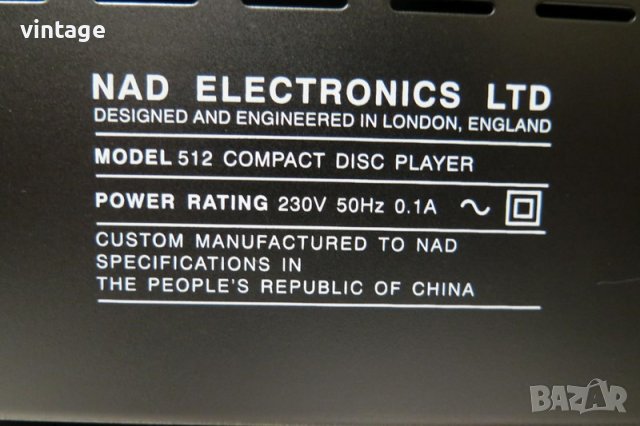 vintage
NAD ELECTRONICS LTD
DESIGNED AND ENGINEERED IN LONDON, ENGLAND
MODEL 512 COMPACT DISC PLAYER
POWER RATING 230V 50Hz 0.1A
CUSTOM MANUFACTURED TO NAD
SPECIFICATIONS IN
THE PEOPLE'S REPUBLIC OF CHINA
BAZAR